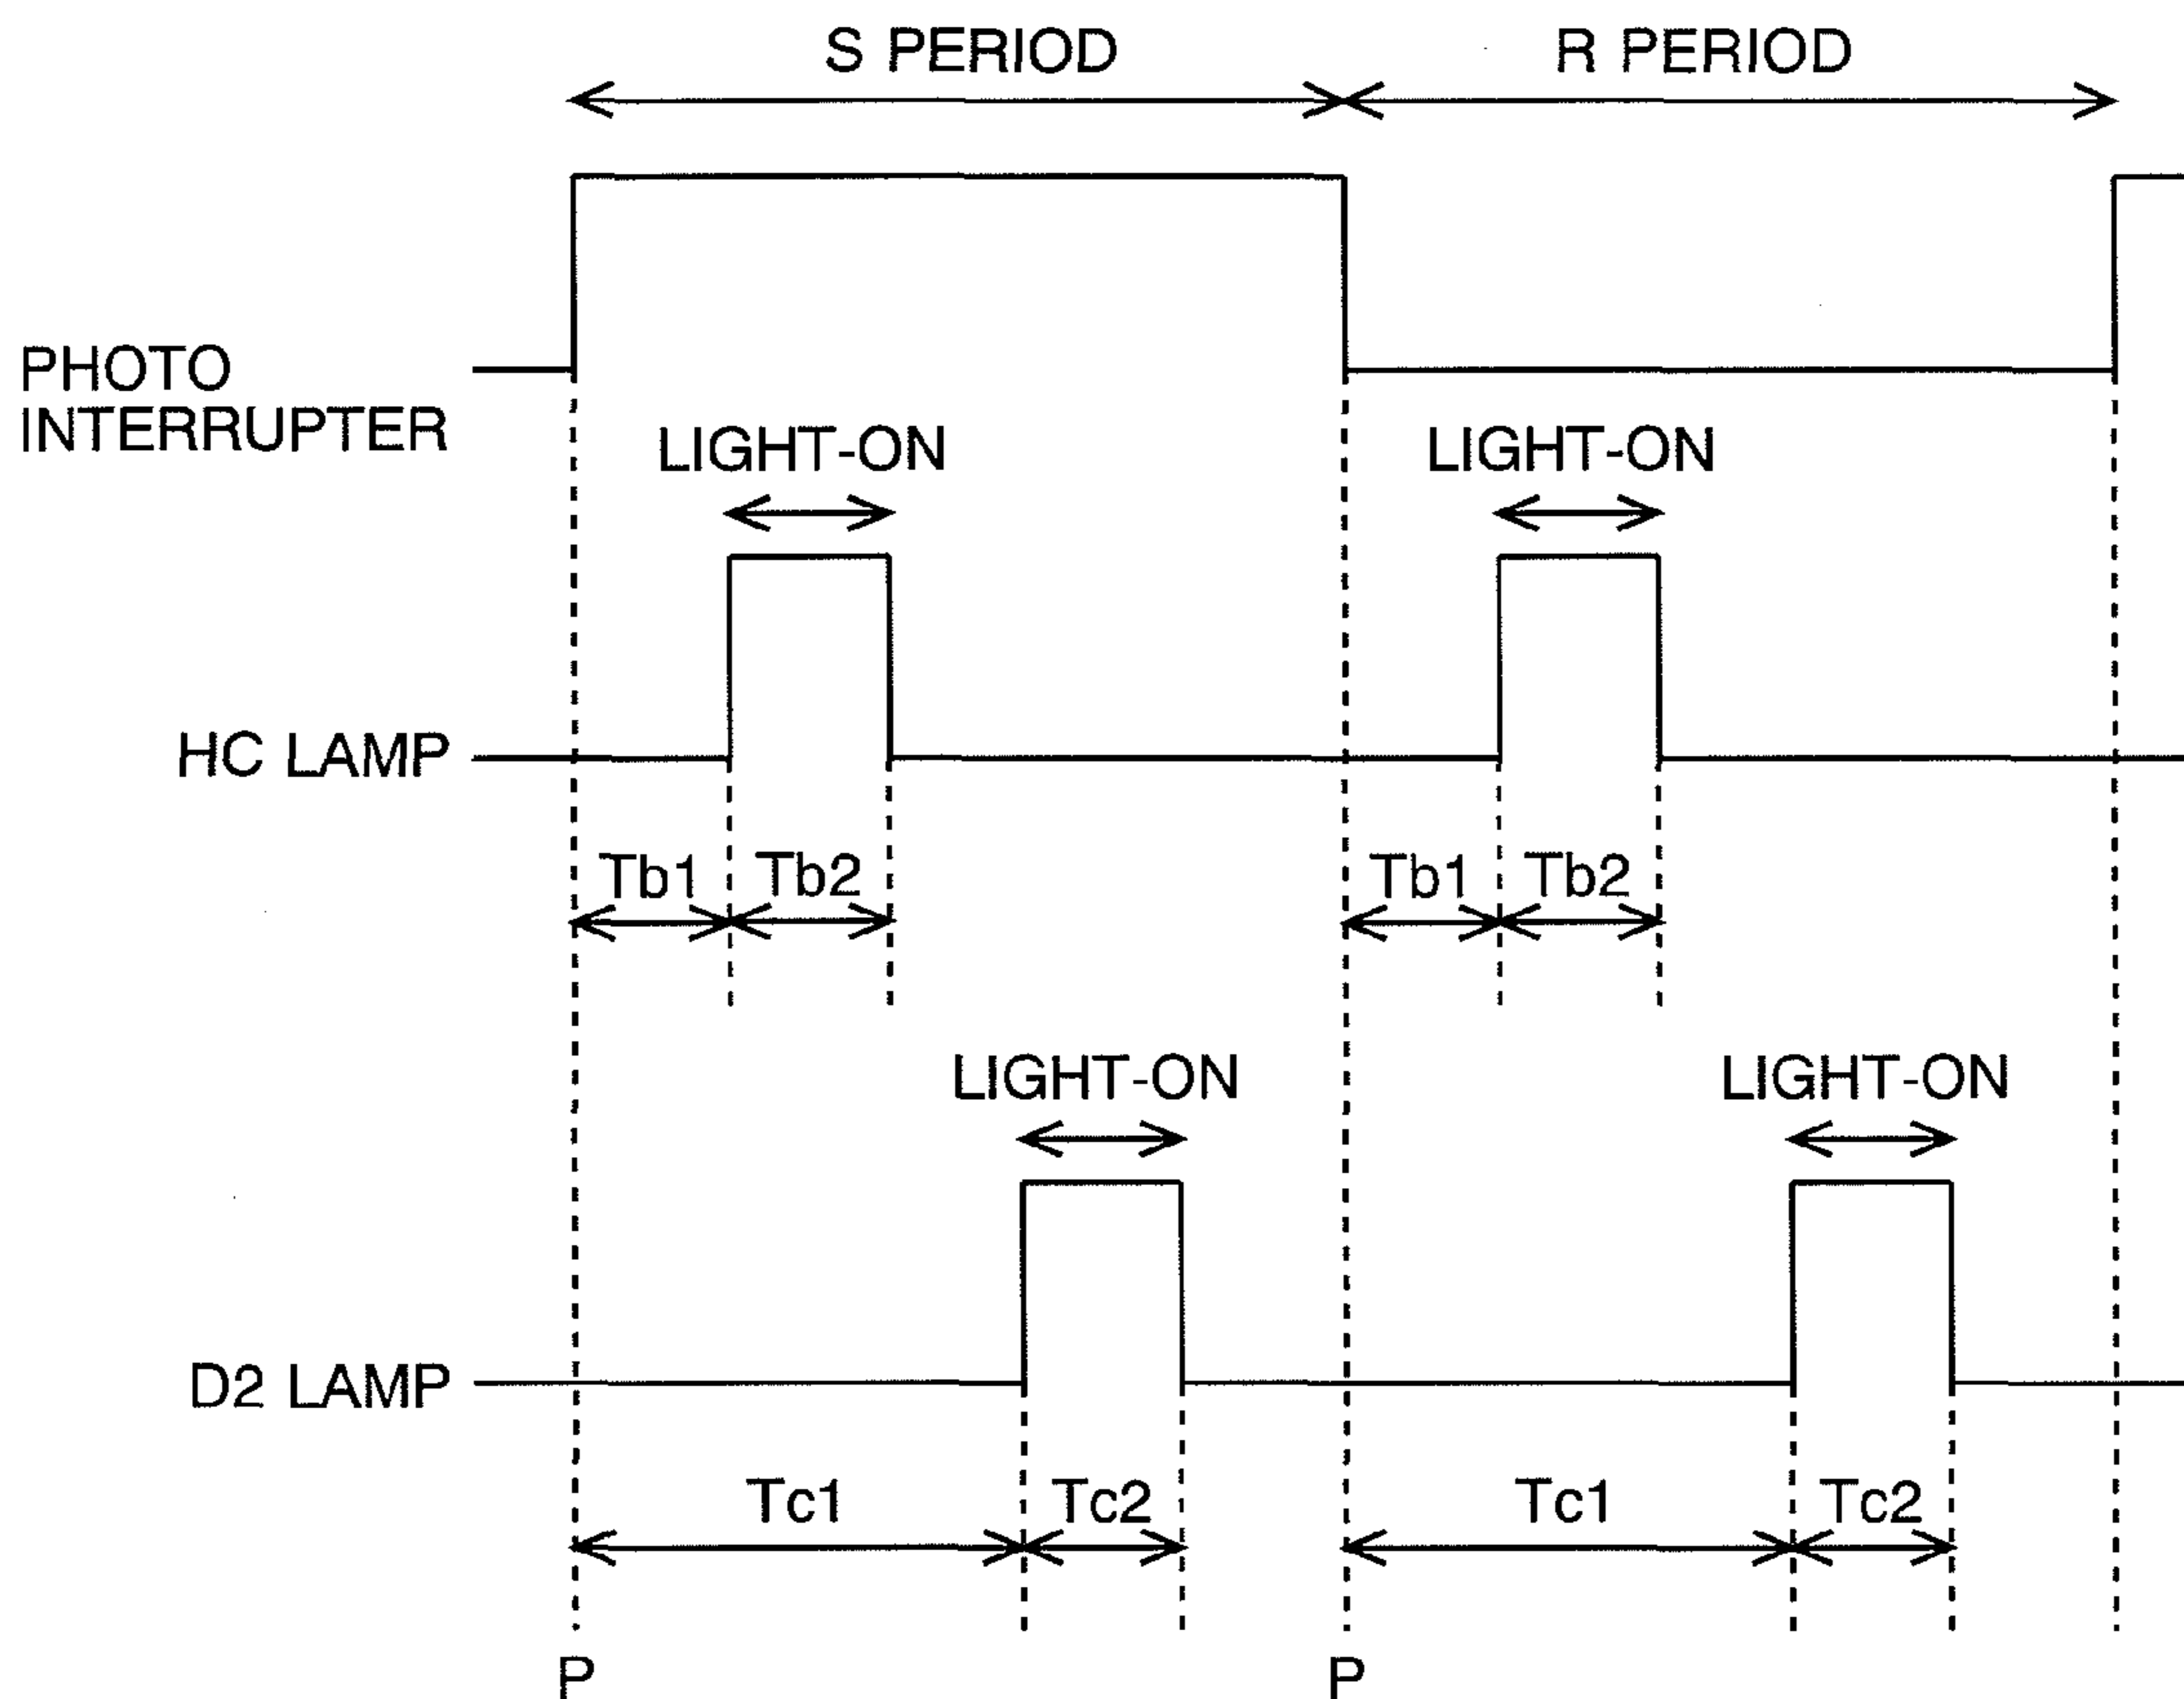 S PERIOD
R PERIOD
PHOTO
INTERRUPTER
LIGHT-ON
LIGHT-ON
HC LAMP
Tb1
Tb2
Tb1
Tb2
LIGHT-ON
LIGHT-ON
D2 LAMP
Tc1
Tc2
Tc1
Tc2
P
P